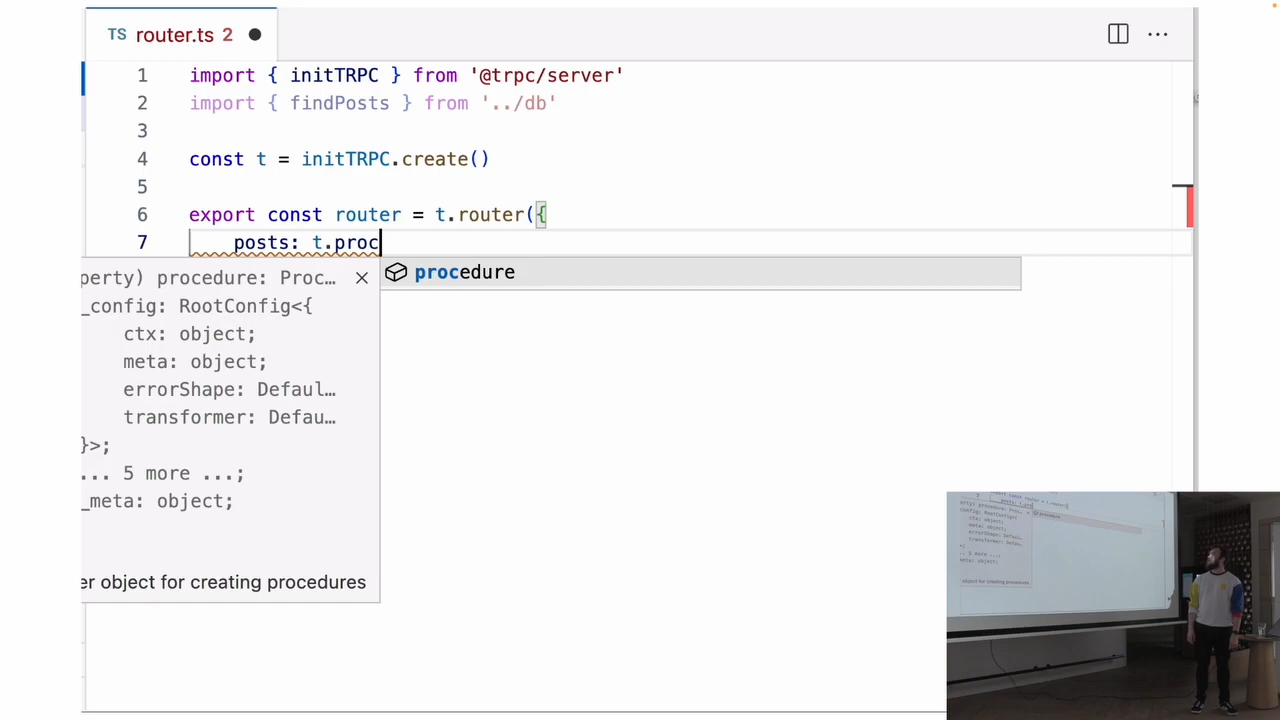 TS router.ts 2
1 import { initTRPC } from '@trpc/server'
2 import { findPosts } from '../db'
3
4 const t = initTRPC.create()
5
6 export const router = t.router({
7 posts: t.proc
procedure
perty) procedure: Proc…
_config: RootConfig<{
ctx: object;
meta: object;
errorShape: Defaul…
transformer: Defau…
}>;
... 5 more ...;
_meta: object;
er object for creating procedures